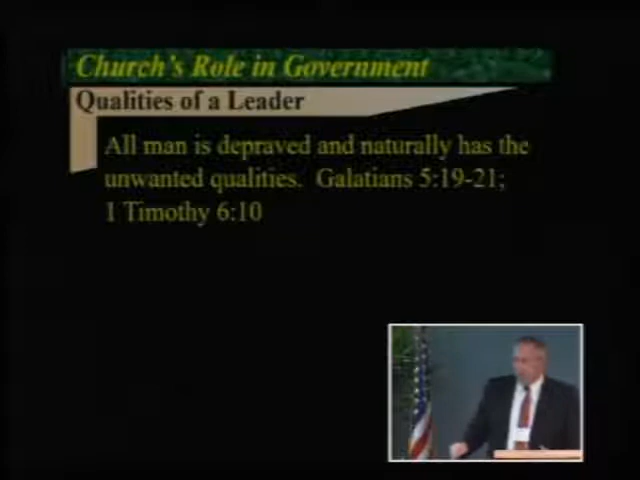 Church's Role in Government
Qualities of a Leader
All man is depraved and naturally has the
unwanted qualities. Galatians 5:19-21;
1 Timothy 6:10